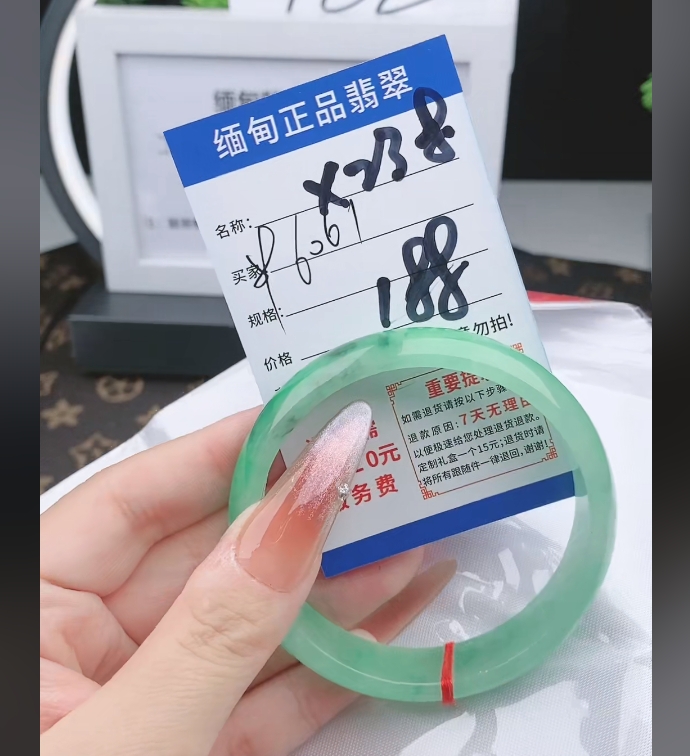 缅甸正品翡翠
X238
名称:
6061
买家
188
规格:
价格
勿拍!
重要提
如需退货请按以下步骤
退款原因:7天无理由
以便极速给您处理退货退款。
定制礼盒一个15元;退货时请
将所有跟随件一律退回,谢谢!
0元
务费